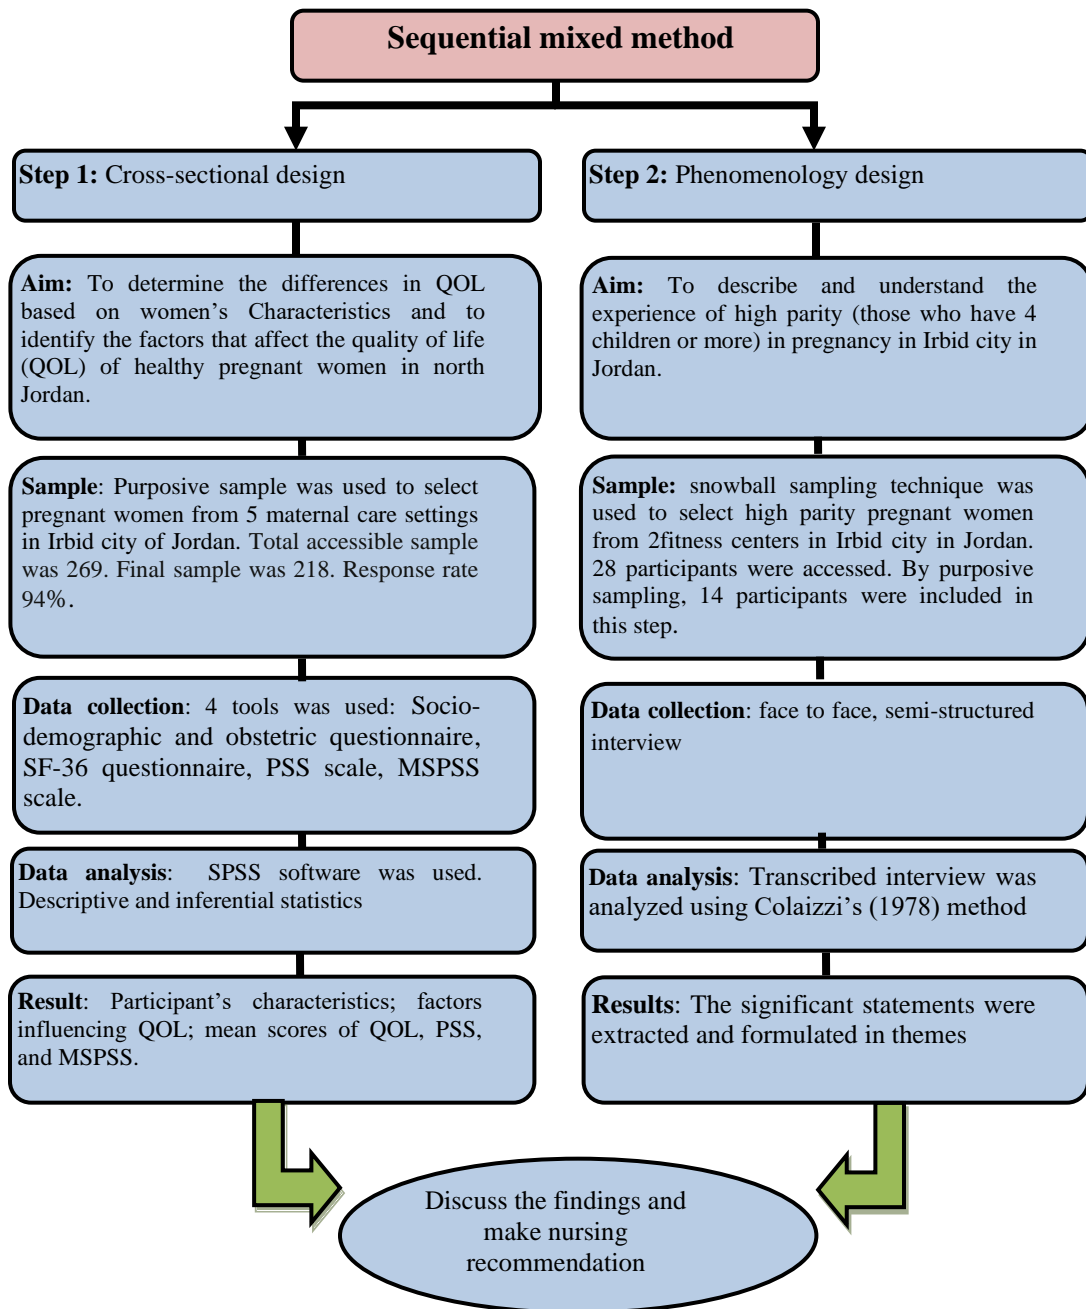 Sequential mixed method
Step 1: Cross-sectional design
Aim: To determine the differences in QOL
based on women’s Characteristics and to
identify the factors that affect the quality of life
(QOL) of healthy pregnant women in north
Jordan.
Sample: Purposive sample was used to select
pregnant women from 5 maternal care settings
in Irbid city of Jordan. Total accessible sample
was 269. Final sample was 218. Response rate
94%.
Data collection: 4 tools was used: Socio-
demographic and obstetric questionnaire,
SF-36 questionnaire, PSS scale, MSPSS
scale.
Data analysis: SPSS software was used.
Descriptive and inferential statistics
Result: Participant’s characteristics; factors
influencing QOL; mean scores of QOL, PSS,
and MSPSS.
Step 2: Phenomenology design
Aim: To describe and understand the
experience of high parity (those who have 4
children or more) in pregnancy in Irbid city in
Jordan.
Sample: snowball sampling technique was
used to select high parity pregnant women
from 2fitness centers in Irbid city in Jordan.
28 participants were accessed. By purposive
sampling, 14 participants were included in
this step.
Data collection: face to face, semi-structured
interview
Data analysis: Transcribed interview was
analyzed using Colaizzi’s (1978) method
Results: The significant statements were
extracted and formulated in themes
Discuss the findings and
make nursing
recommendation